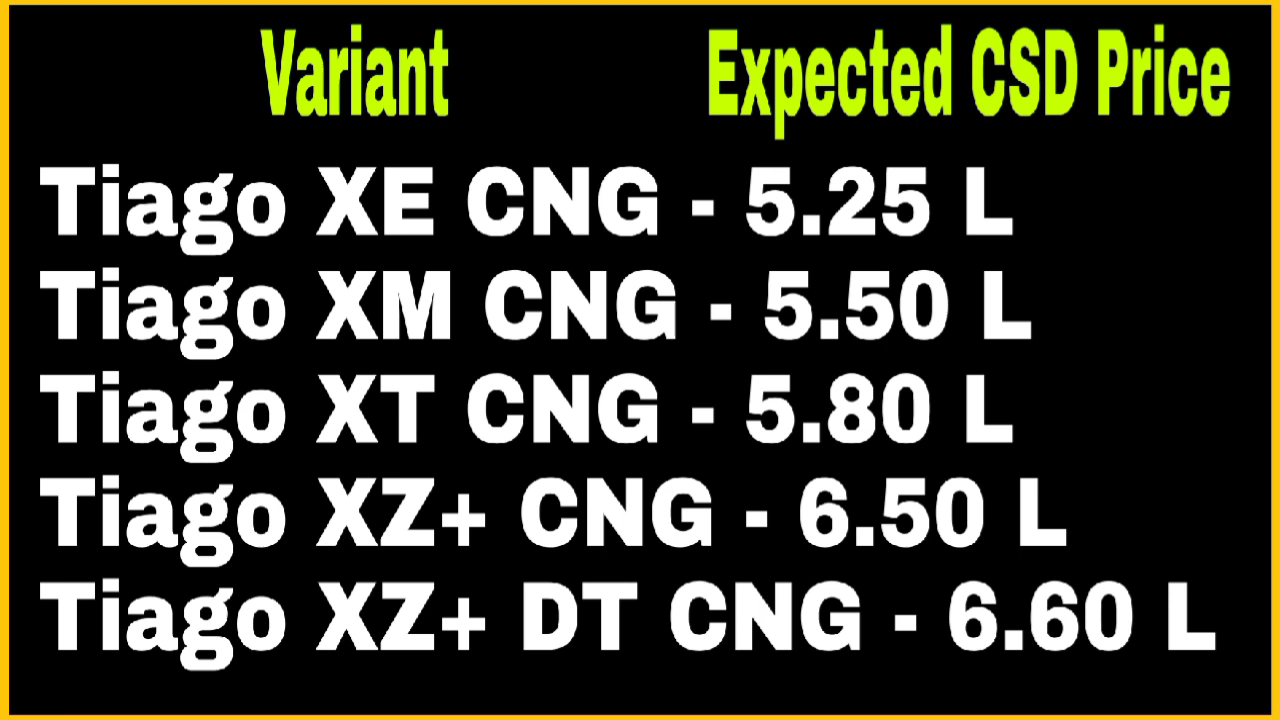 Variant Expected CSD Price
Tiago XE CNG - 5.25 L
Tiago XM CNG - 5.50 L
Tiago XT CNG - 5.80 L
Tiago XZ+ CNG - 6.50 L
Tiago XZ+ DT CNG - 6.60 L